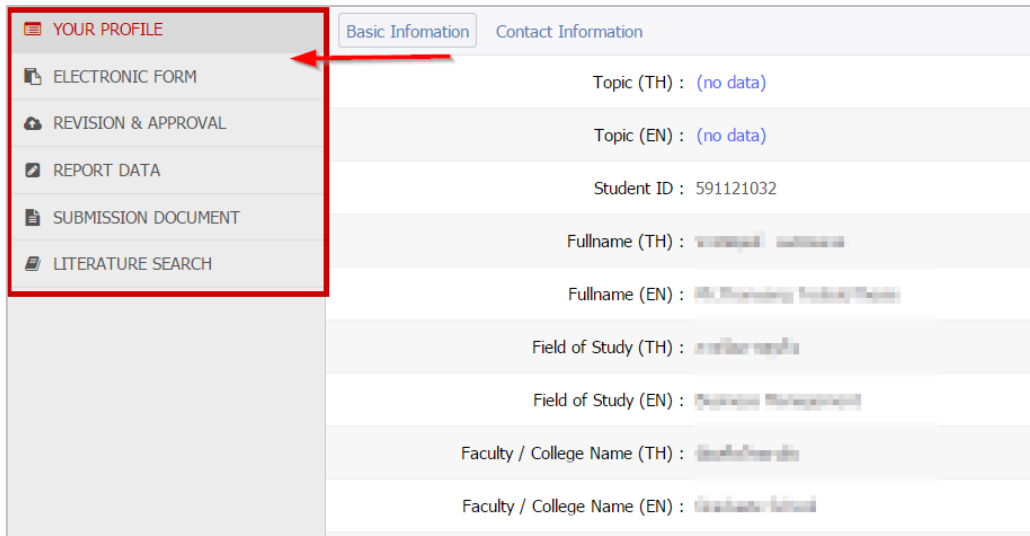 YOUR PROFILE
ELECTRONIC FORM
REVISION & APPROVAL
REPORT DATA
SUBMISSION DOCUMENT
LITERATURE SEARCH
Basic Infomation
Contact Information
Topic (TH) : (no data)
Topic (EN) : (no data)
Student ID : 591121032
Fullname (TH) :
Fullname (EN) :
Field of Study (TH) :
Field of Study (EN) :
Faculty / College Name (TH) :
Faculty / College Name (EN) :